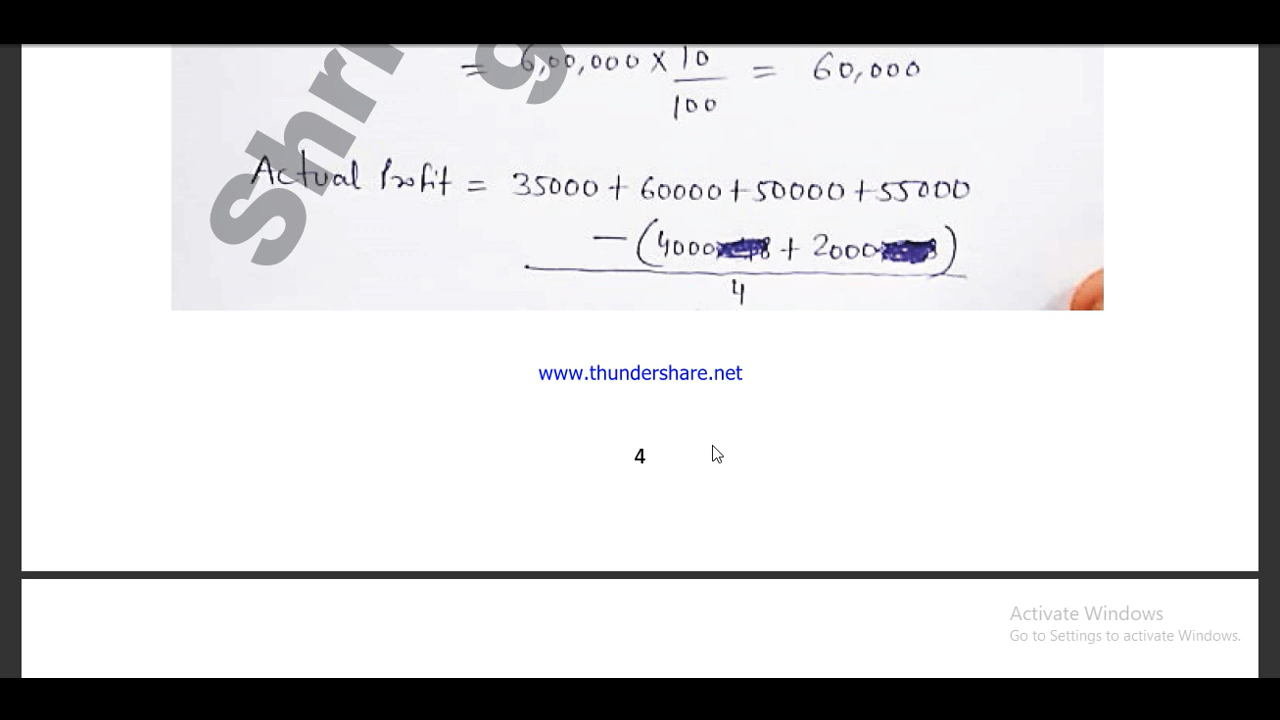 = 6,00,000 × 10/100 = 60,000
Actual Profit = 35000 + 60000 + 50000 + 55000
— (4000 + 2000)
4
www.thundershare.net
4
Activate Windows
Go to Settings to activate Windows.
Shri
g